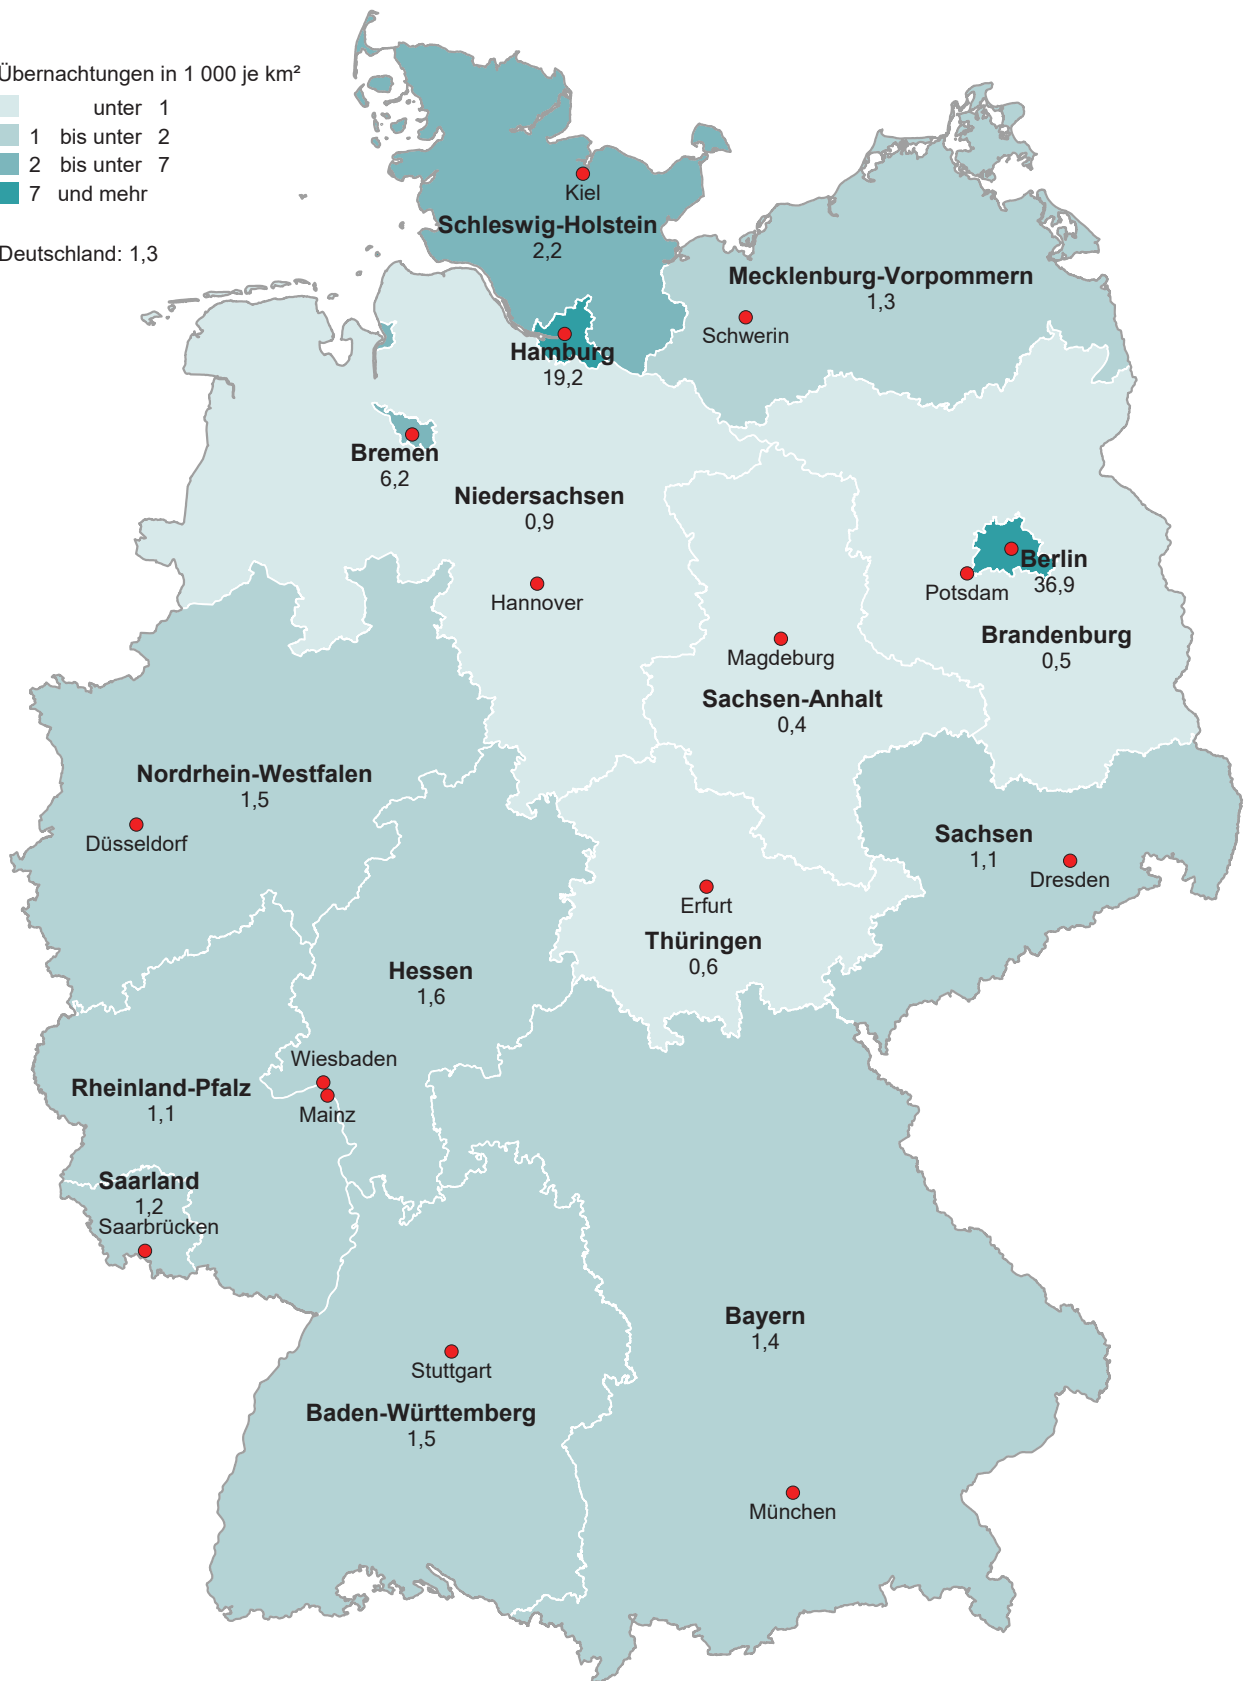 Übernachtungen in 1 000 je km²
unter 1
1 bis unter 2
2 bis unter 7
7 und mehr
Deutschland: 1,3
Kiel
Schleswig-Holstein
2,2
Mecklenburg-Vorpommern
1,3
Schwerin
Hamburg
19,2
Bremen
6,2
Niedersachsen
0,9
Hannover
Berlin
36,9
Potsdam
Brandenburg
0,5
Magdeburg
Sachsen-Anhalt
0,4
Nordrhein-Westfalen
1,5
Düsseldorf
Sachsen
1,1
Dresden
Erfurt
Thüringen
0,6
Hessen
1,6
Wiesbaden
Mainz
Rheinland-Pfalz
1,1
Saarland
1,2
Saarbrücken
Bayern
1,4
Stuttgart
Baden-Württemberg
1,5
München